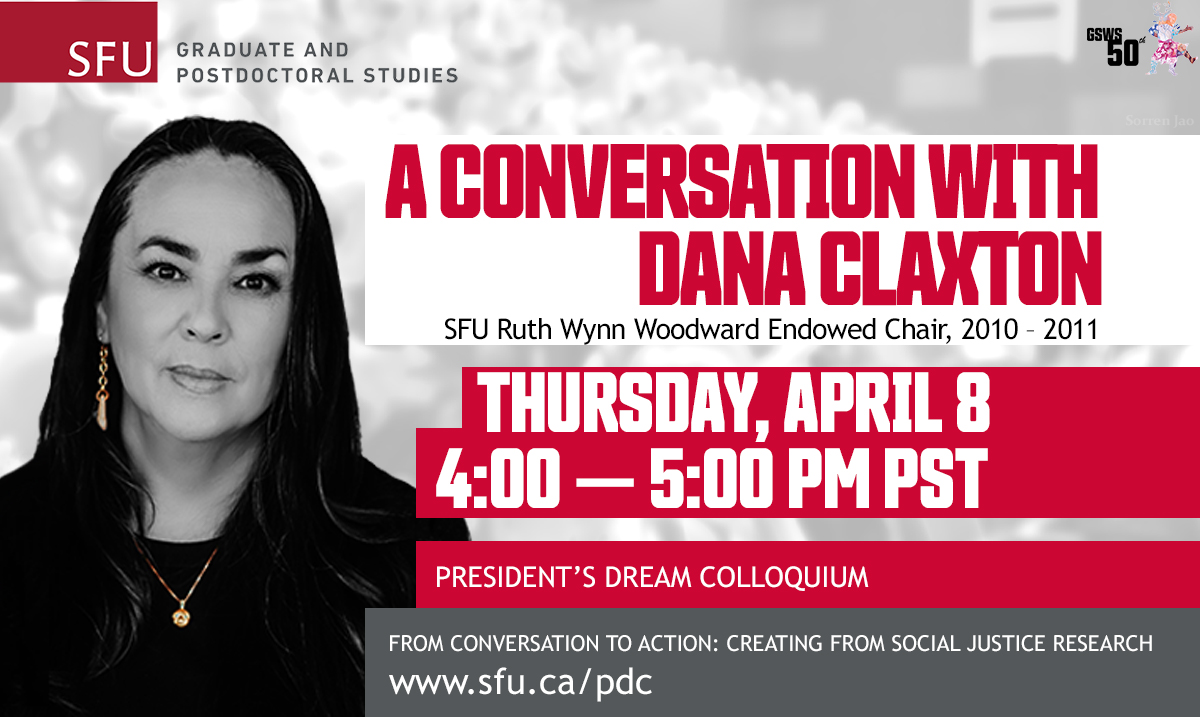 SFU GRADUATE AND
POSTDOCTORAL STUDIES
GSWS
50th
Sorren Jao
A CONVERSATION WITH
DANA CLAXTON
SFU Ruth Wynn Woodward Endowed Chair, 2010 – 2011
THURSDAY, APRIL 8
4:00 — 5:00 PM PST
PRESIDENT'S DREAM COLLOQUIUM
FROM CONVERSATION TO ACTION: CREATING FROM SOCIAL JUSTICE RESEARCH
www.sfu.ca/pdc